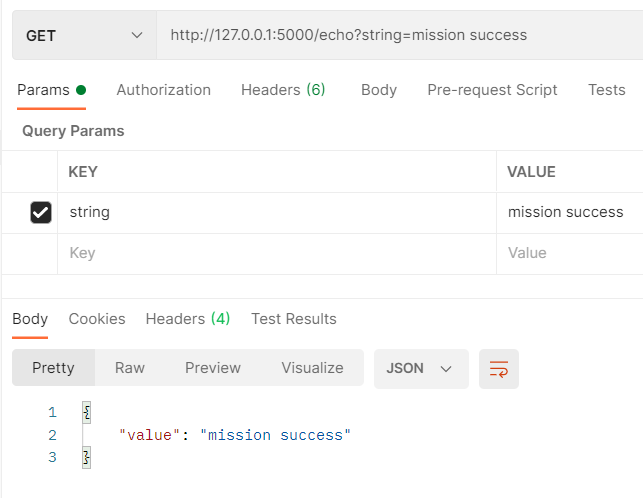 GET http://127.0.0.1:5000/echo?string=mission success
Params Authorization Headers (6) Body Pre-request Script Tests
Query Params
KEY VALUE
string mission success
Key Value
Body Cookies Headers (4) Test Results
Pretty Raw Preview Visualize JSON
1 {
2 "value": "mission success"
3 }